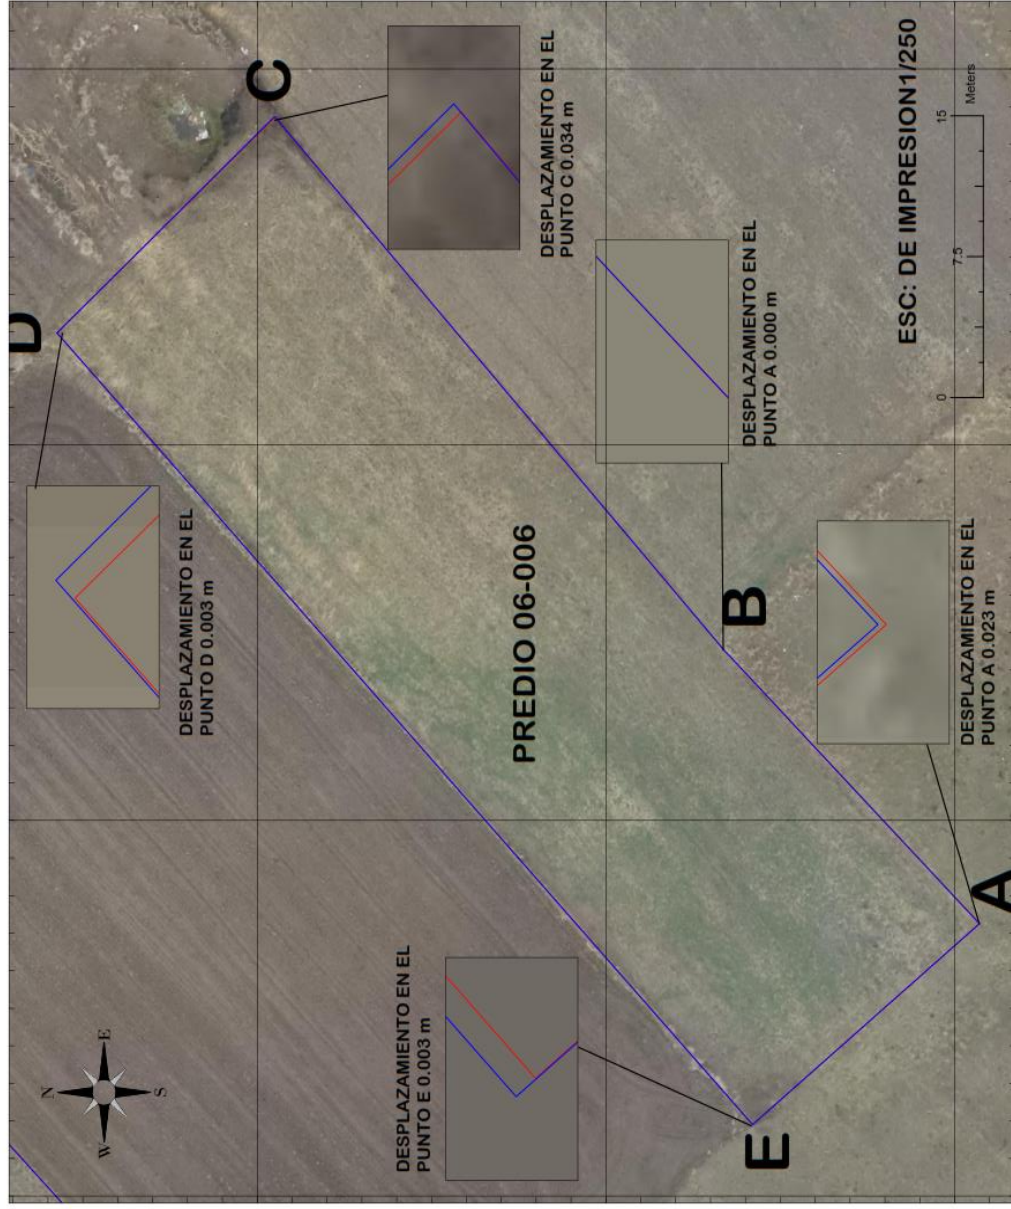 D
C
DESPLAZAMIENTO EN EL
PUNTO C 0.034 m
DESPLAZAMIENTO EN EL
PUNTO D 0.003 m
PREDIO 06-006
DESPLAZAMIENTO EN EL
PUNTO A 0.000 m
B
DESPLAZAMIENTO EN EL
PUNTO A 0.023 m
A
DESPLAZAMIENTO EN EL
PUNTO E 0.003 m
E
N
W
E
S
ESC: DE IMPRESION1/250
0
7.5
15
Meters